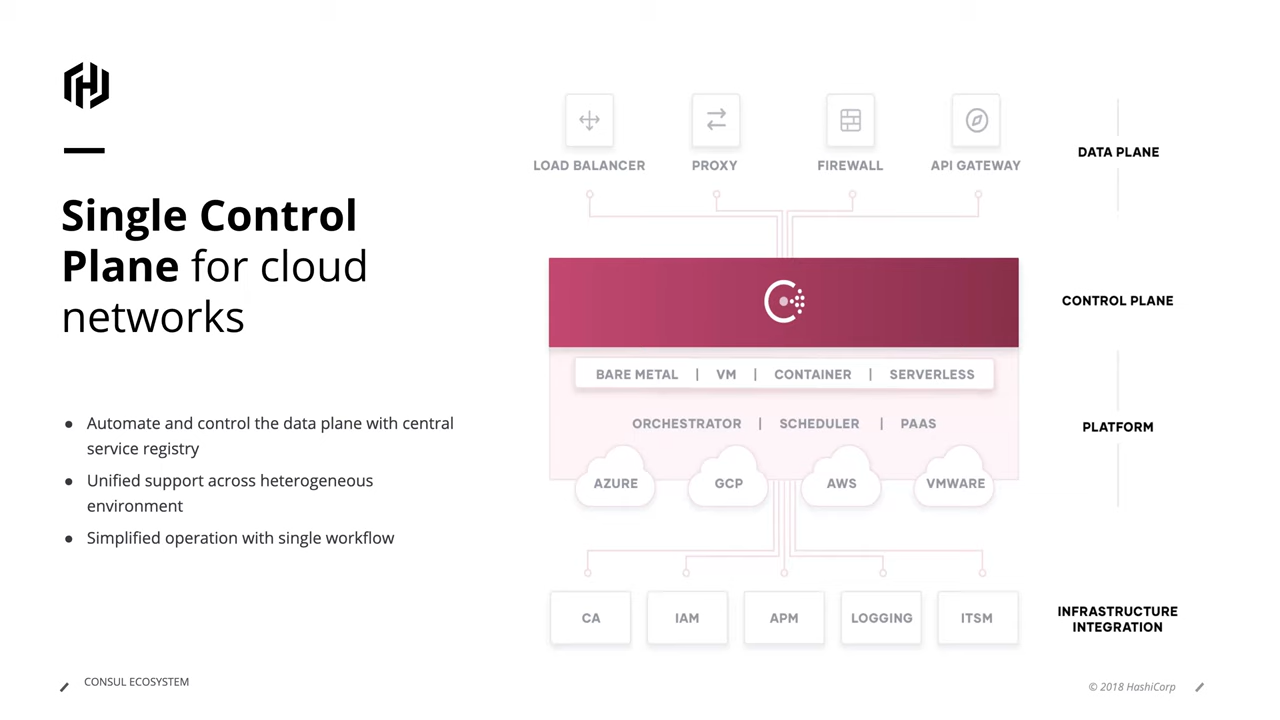 Single Control
Plane for cloud
networks
● Automate and control the data plane with central
service registry
● Unified support across heterogeneous
environment
● Simplified operation with single workflow
LOAD BALANCER PROXY FIREWALL API GATEWAY
DATA PLANE
CONTROL PLANE
BARE METAL | VM | CONTAINER | SERVERLESS
ORCHESTRATOR | SCHEDULER | PAAS
PLATFORM
AZURE GCP AWS VMWARE
CA IAM APM LOGGING ITSM
INFRASTRUCTURE
INTEGRATION
CONSUL ECOSYSTEM
© 2018 HashiCorp